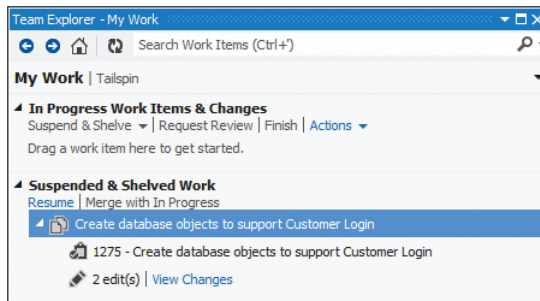 Team Explorer - My Work
Search Work Items (Ctrl+')
My Work | Tailspin
In Progress Work Items & Changes
Suspend & Shelve | Request Review | Finish | Actions
Drag a work item here to get started.
Suspended & Shelved Work
Resume | Merge with In Progress
Create database objects to support Customer Login
1275 - Create database objects to support Customer Login
2 edit(s) | View Changes